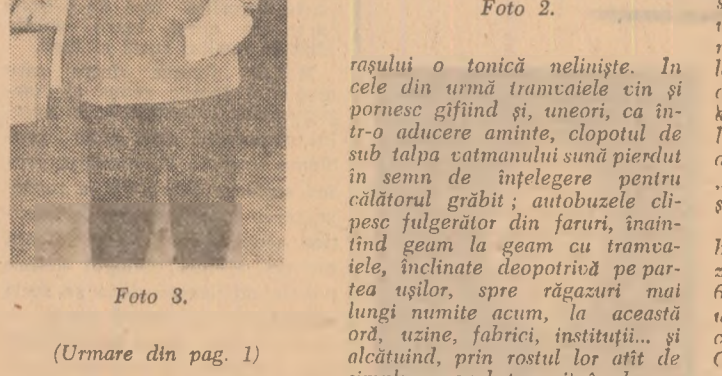 Foto 3.
(Urmare din pag. 1)
Foto 2.
rașului o tonică neliniște. In
cele din urmă tramvaiele vin și
pornesc gîfîind și, uneori, ca în-
tr-o aducere aminte, clopotul de
sub talpa vatmanului sună pierdut
în semn de înțelegere pentru
călătorul grăbit ; autobuzele cli-
pesc fulgerător din faruri, înain-
tînd geam la geam cu tramva-
iele, înclinate deopotrivă pe par-
tea ușilor, spre răgazuri mai
lungi numite acum, la această
oră, uzine, fabrici, instituții... și
alcătuind, prin rostul lor atît de